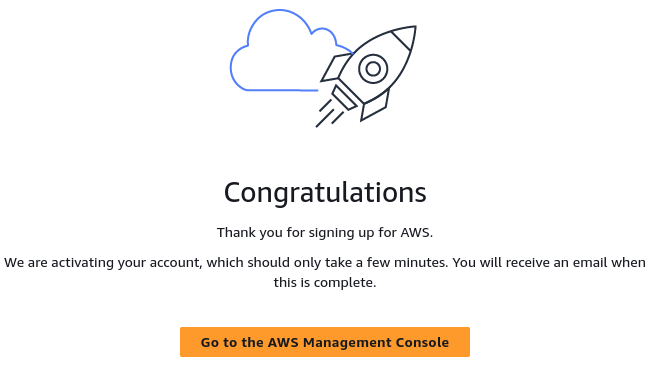 Congratulations
Thank you for signing up for AWS.
We are activating your account, which should only take a few minutes. You will receive an email when
this is complete.
Go to the AWS Management Console